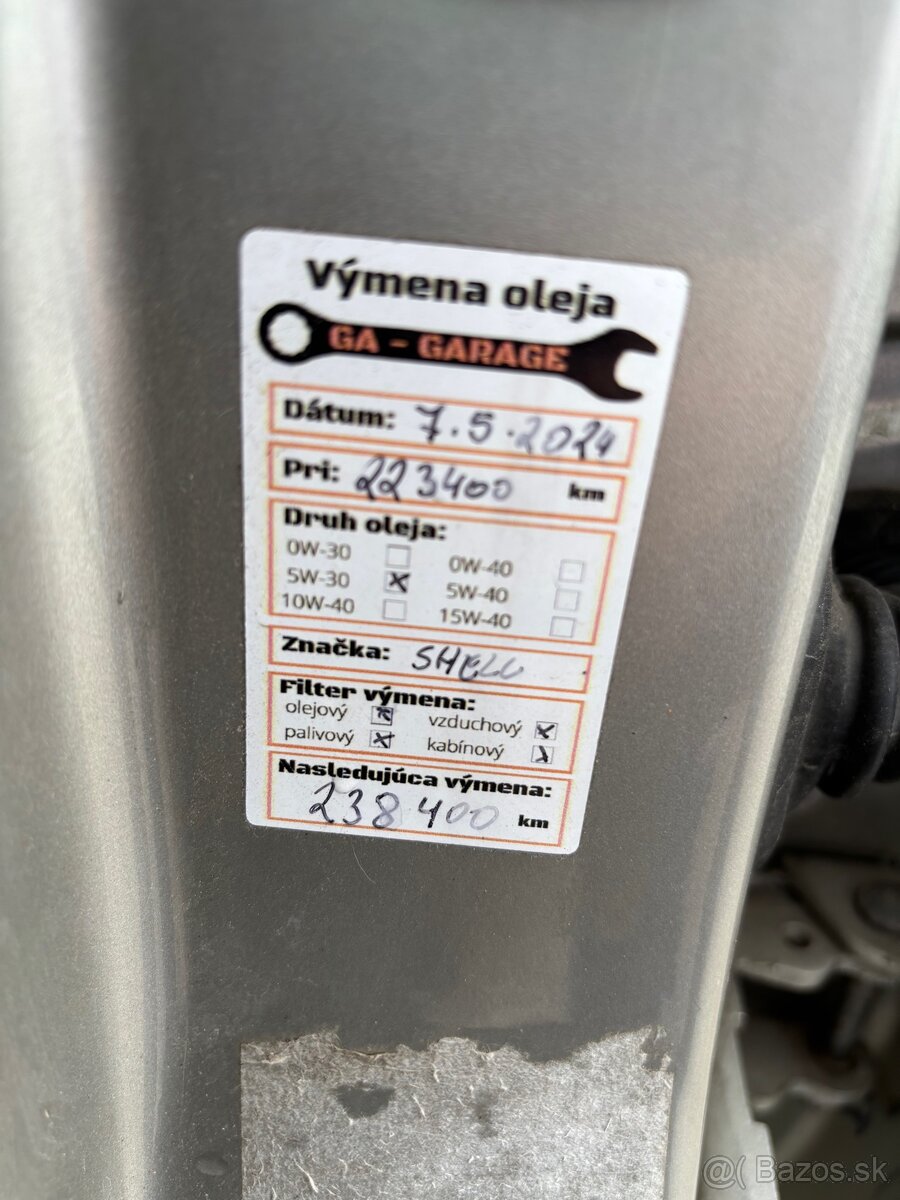 Výmena oleja
GA - GARAGE
Dátum: 7.5.2024
Pri: 223400 km
Druh oleja:
0W-30 0W-40
5W-30 5W-40
10W-40 15W-40
Značka: SHELL
Filter výmena:
olejový vzduchový
palivový kabínový
Nasledujúca výmena:
238400 km
@( Bazos.sk